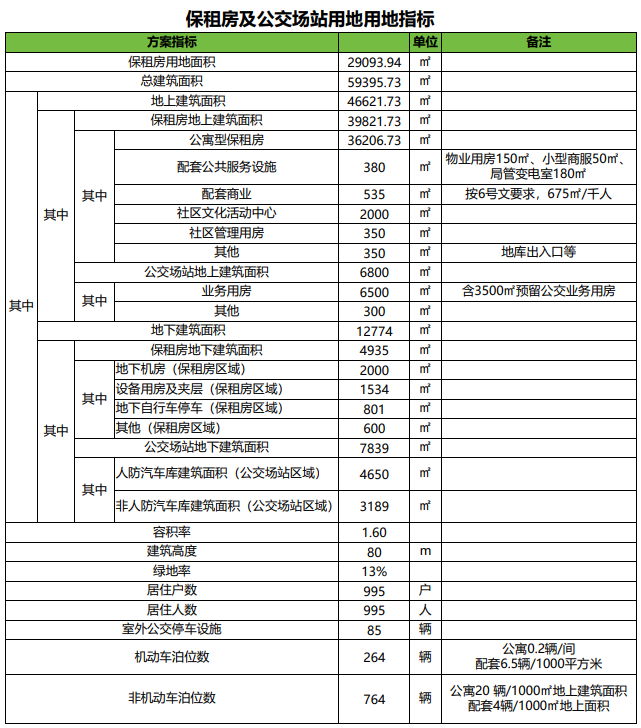 保租房及公交场站用地用地指标
方案指标 单位 备注
保租房用地面积 29093.94 ㎡
总建筑面积 59395.73 ㎡
其中 地上建筑面积 46621.73 ㎡
其中 保租房地上建筑面积 39821.73 ㎡
其中 公寓型保租房 36206.73 ㎡
配套公共服务设施 380 ㎡ 物业用房150㎡、小型商服50㎡、
局管变电室180㎡
配套商业 535 ㎡ 按6号文要求，675㎡/千人
社区文化活动中心 2000 ㎡
社区管理用房 350 ㎡
其他 350 ㎡ 地库出入口等
公交场站地上建筑面积 6800 ㎡
其中 业务用房 6500 ㎡ 含3500㎡预留公交业务用房
其他 300 ㎡
地下建筑面积 12774 ㎡
其中 保租房地下建筑面积 4935 ㎡
其中 地下机房（保租房区域） 2000 ㎡
设备用房及夹层（保租房区域） 1534 ㎡
地下自行车停车（保租房区域） 801 ㎡
其他（保租房区域） 600 ㎡
公交场站地下建筑面积 7839 ㎡
其中 人防汽车库建筑面积（公交场站区域） 4650 ㎡
非人防汽车库建筑面积（公交场站区域） 3189 ㎡
容积率 1.60
建筑高度 80 m
绿地率 13%
居住户数 995 户
居住人数 995 人
室外公交停车设施 85 辆
机动车泊位数 264 辆 公寓0.2辆/间
配套6.5辆/1000平方米
非机动车泊位数 764 辆 公寓20 辆/1000㎡地上建筑面积
配套4辆/1000㎡地上面积